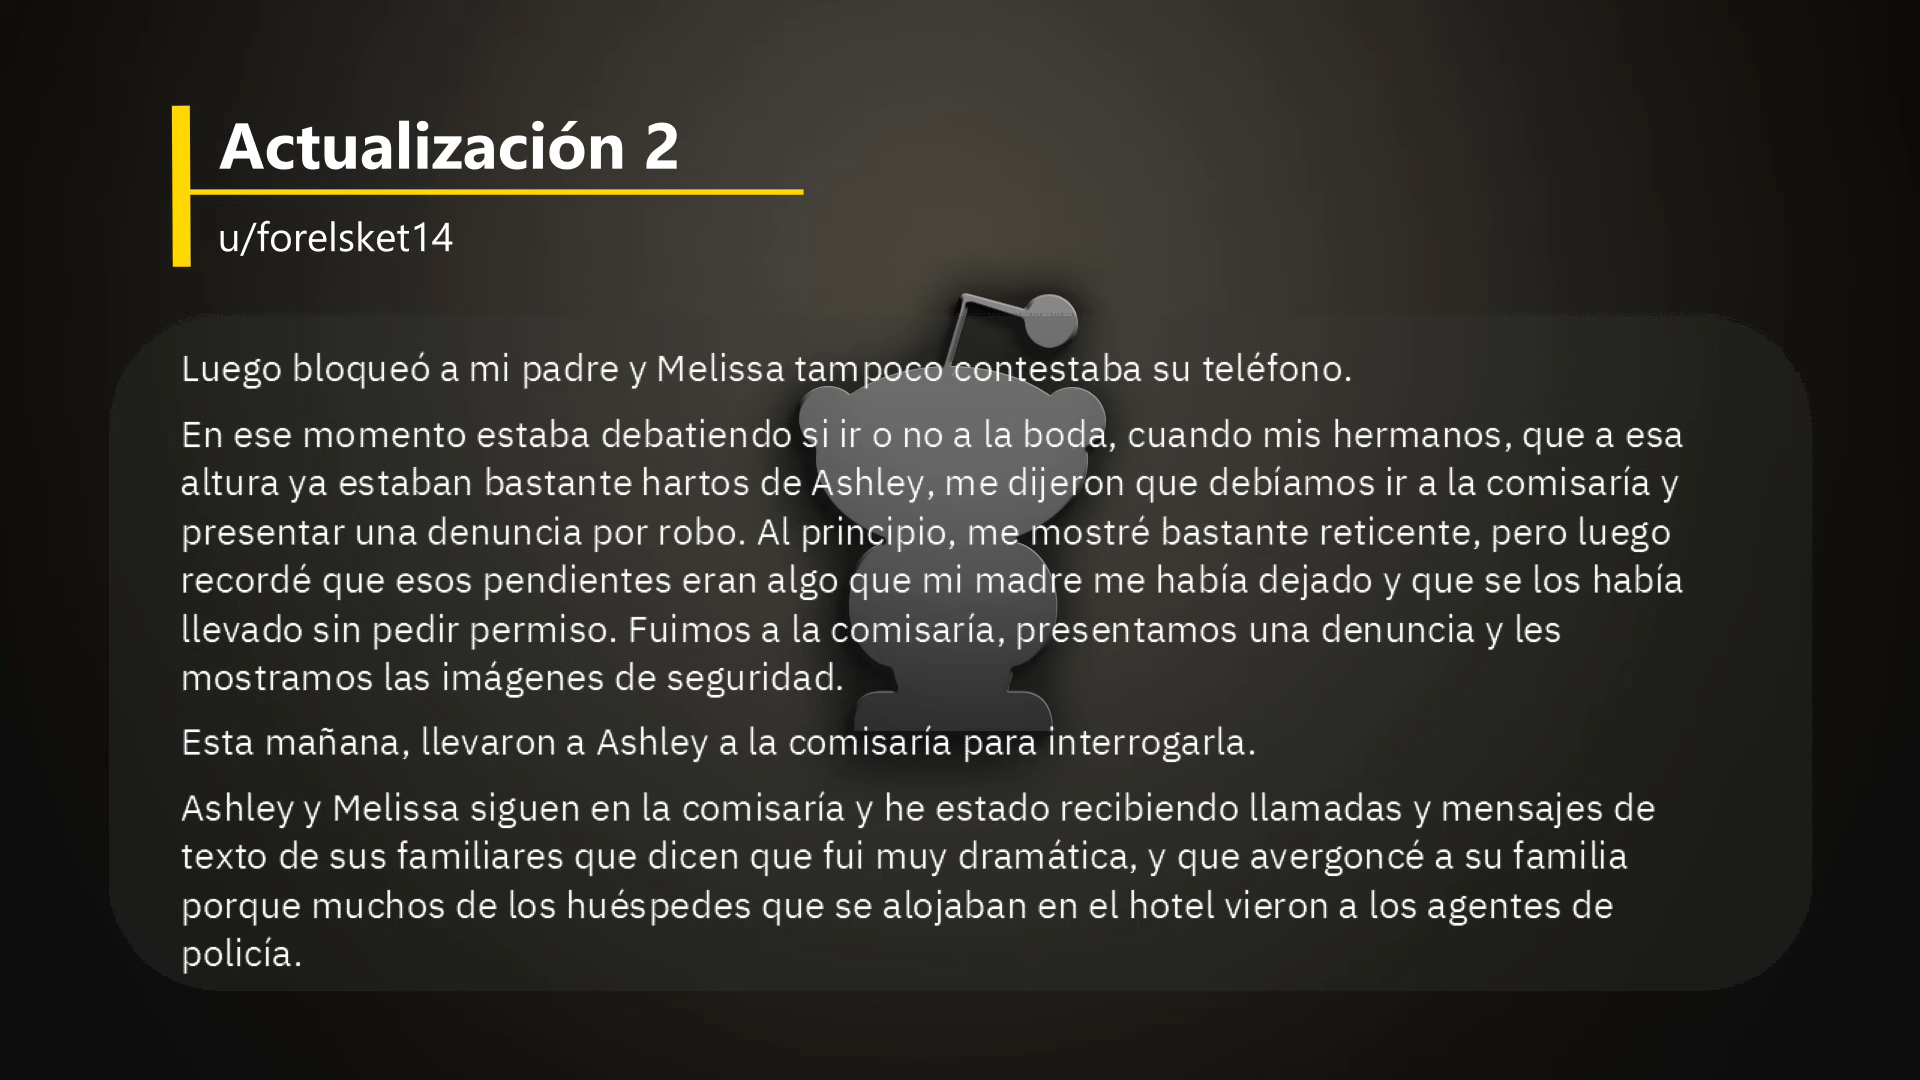 Actualización 2
u/forelsket14
Luego bloqueó a mi padre y Melissa tampoco contestaba su teléfono.
En ese momento estaba debatiendo si ir o no a la boda, cuando mis hermanos, que a esa
altura ya estaban bastante hartos de Ashley, me dijeron que debíamos ir a la comisaría y
presentar una denuncia por robo. Al principio, me mostré bastante reticente, pero luego
recordé que esos pendientes eran algo que mi madre me había dejado y que se los había
llevado sin pedir permiso. Fuimos a la comisaría, presentamos una denuncia y les
mostramos las imágenes de seguridad.
Esta mañana, llevaron a Ashley a la comisaría para interrogarla.
Ashley y Melissa siguen en la comisaría y he estado recibiendo llamadas y mensajes de
texto de sus familiares que dicen que fui muy dramática, y que avergoncé a su familia
porque muchos de los huéspedes que se alojaban en el hotel vieron a los agentes de
policía.